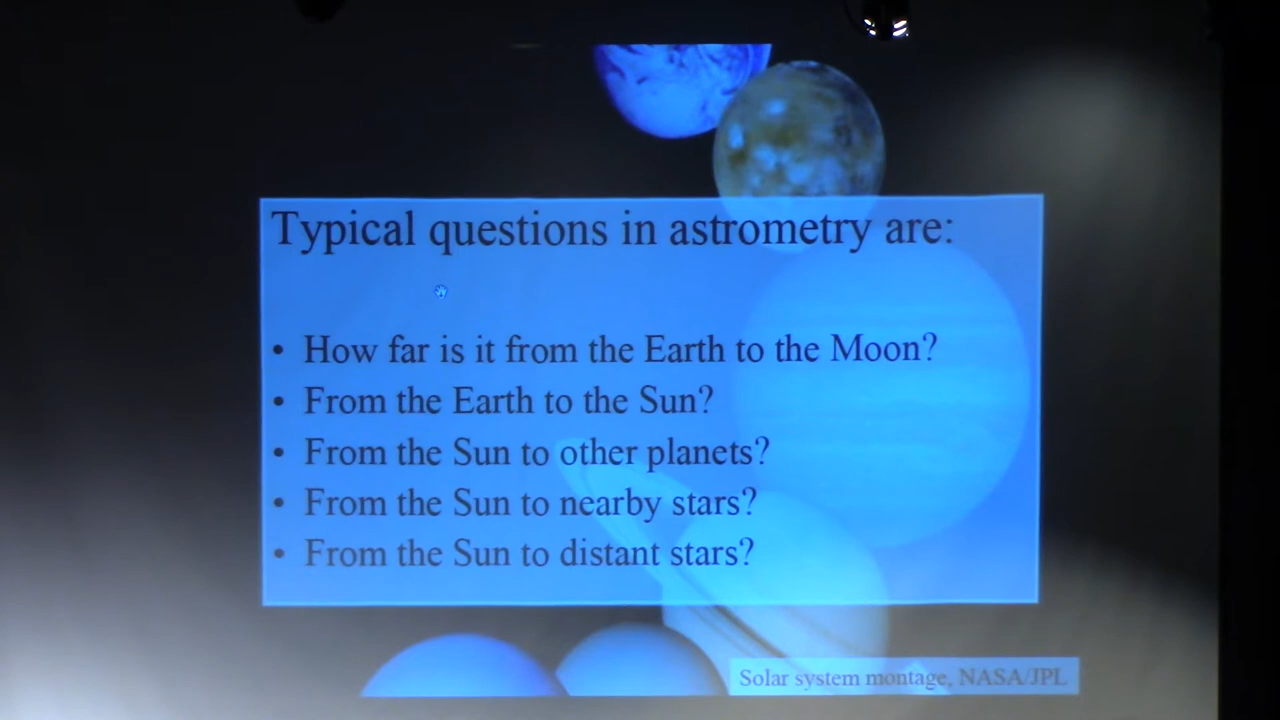 Typical questions in astrometry are:
• How far is it from the Earth to the Moon?
• From the Earth to the Sun?
• From the Sun to other planets?
• From the Sun to nearby stars?
• From the Sun to distant stars?
Solar system montage, NASA/JPL